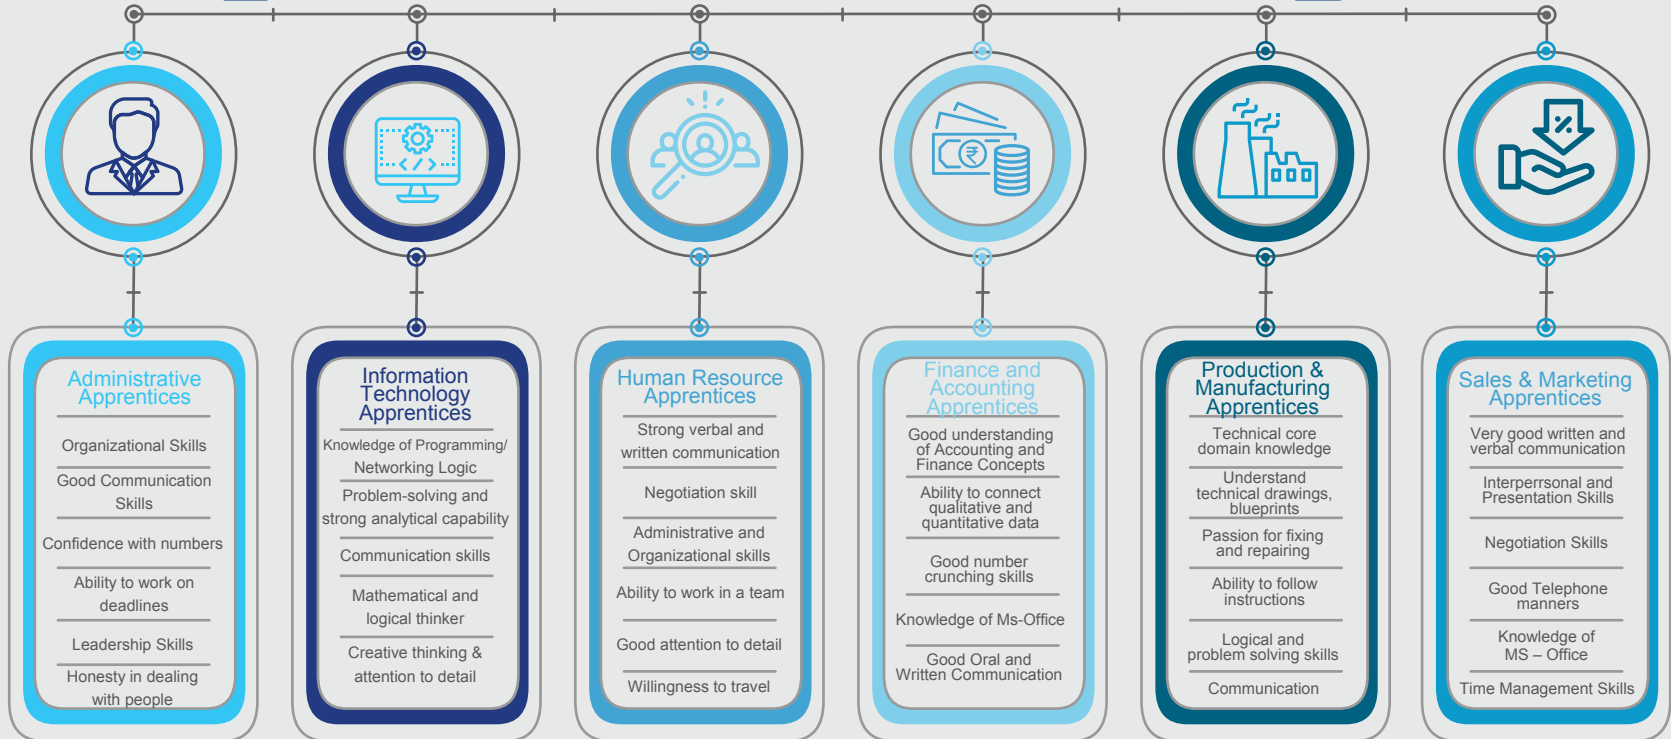 Administrative
Apprentices
Organizational Skills
Good Communication
Skills
Confidence with numbers
Ability to work on
deadlines
Leadership Skills
Honesty in dealing
with people
</>
Information
Technology
Apprentices
Knowledge of Programming/
Networking Logic
Problem-solving and
strong analytical capability
Communication skills
Mathematical and
logical thinker
Creative thinking &
attention to detail
Human Resource
Apprentices
Strong verbal and
written communication
Negotiation skill
Administrative and
Organizational skills
Ability to work in a team
Good attention to detail
Willingness to travel
₹
Finance and
Accounting
Apprentices
Good understanding
of Accounting and
Finance Concepts
Ability to connect
qualitative and
quantitative data
Good number
crunching skills
Knowledge of Ms-Office
Good Oral and
Written Communication
Production &
Manufacturing
Apprentices
Technical core
domain knowledge
Understand
technical drawings,
blueprints
Passion for fixing
and repairing
Ability to follow
instructions
Logical and
problem solving skills
Communication
%
Sales & Marketing
Apprentices
Very good written and
verbal communication
Interperrsonal and
Presentation Skills
Negotiation Skills
Good Telephone
manners
Knowledge of
MS – Office
Time Management Skills